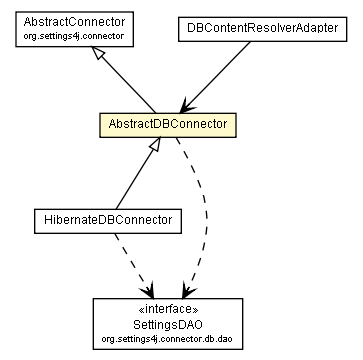 AbstractConnector
org.settings4j.connector
DBContentResolverAdapter
AbstractDBConnector
HibernateDBConnector
«interface»
SettingsDAO
org.settings4j.connector.db.dao